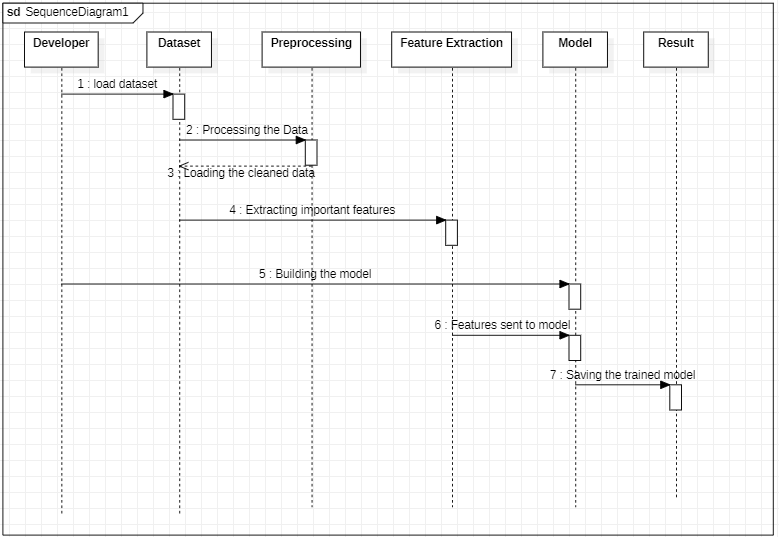 sd SequenceDiagram1
Developer Dataset Preprocessing Feature Extraction Model Result
1 : load dataset
2 : Processing the Data
3 : Loading the cleaned data
4 : Extracting important features
5 : Building the model
6 : Features sent to model
7 : Saving the trained model